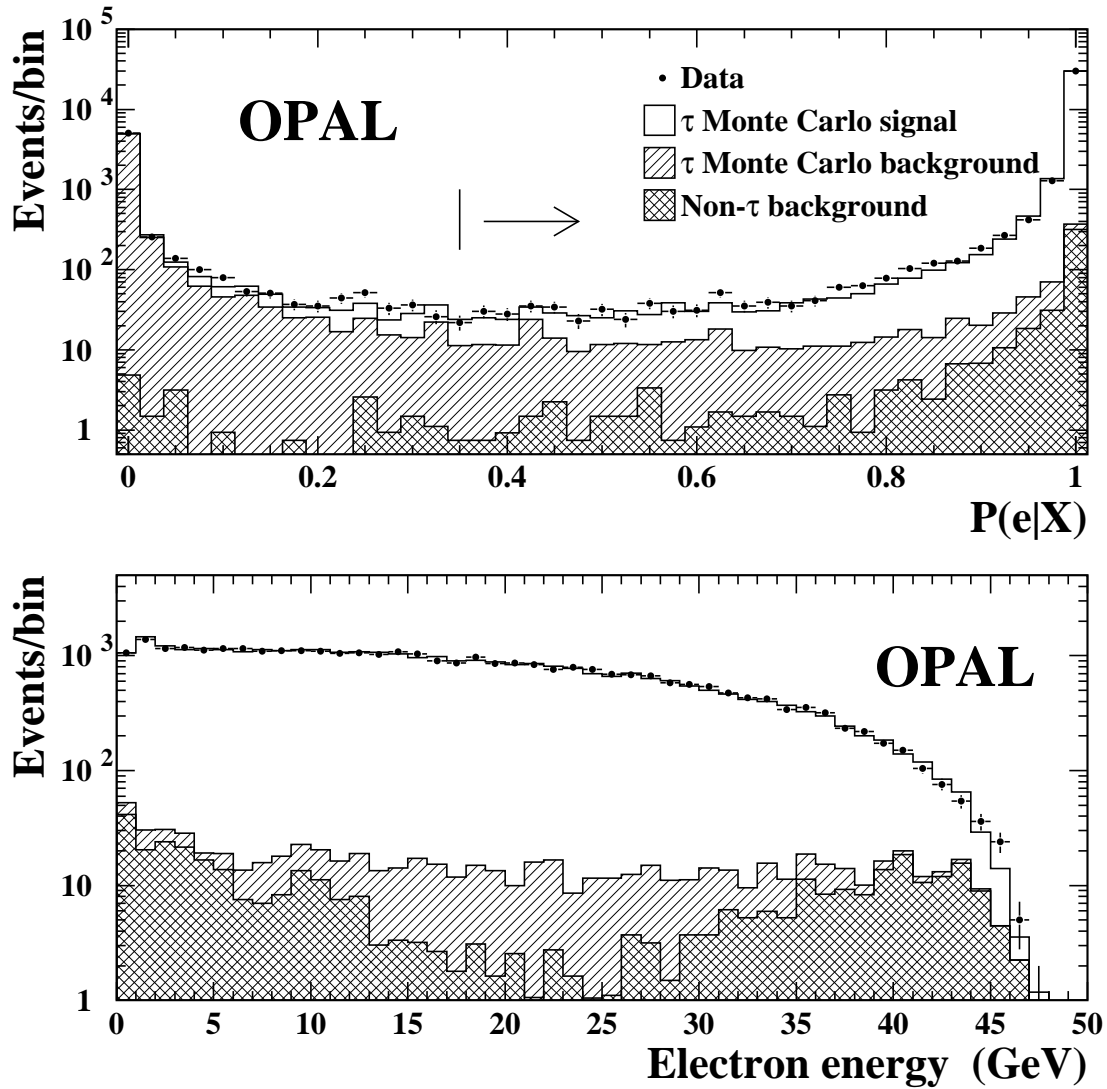 Events/bin
10^5
10^4
10^3
10^2
10
1
OPAL
Data
τ Monte Carlo signal
τ Monte Carlo background
Non-τ background
0 0.2 0.4 0.6 0.8 1
P(e|X)
Events/bin
10^3
10^2
10
1
OPAL
0 5 10 15 20 25 30 35 40 45 50
Electron energy (GeV)